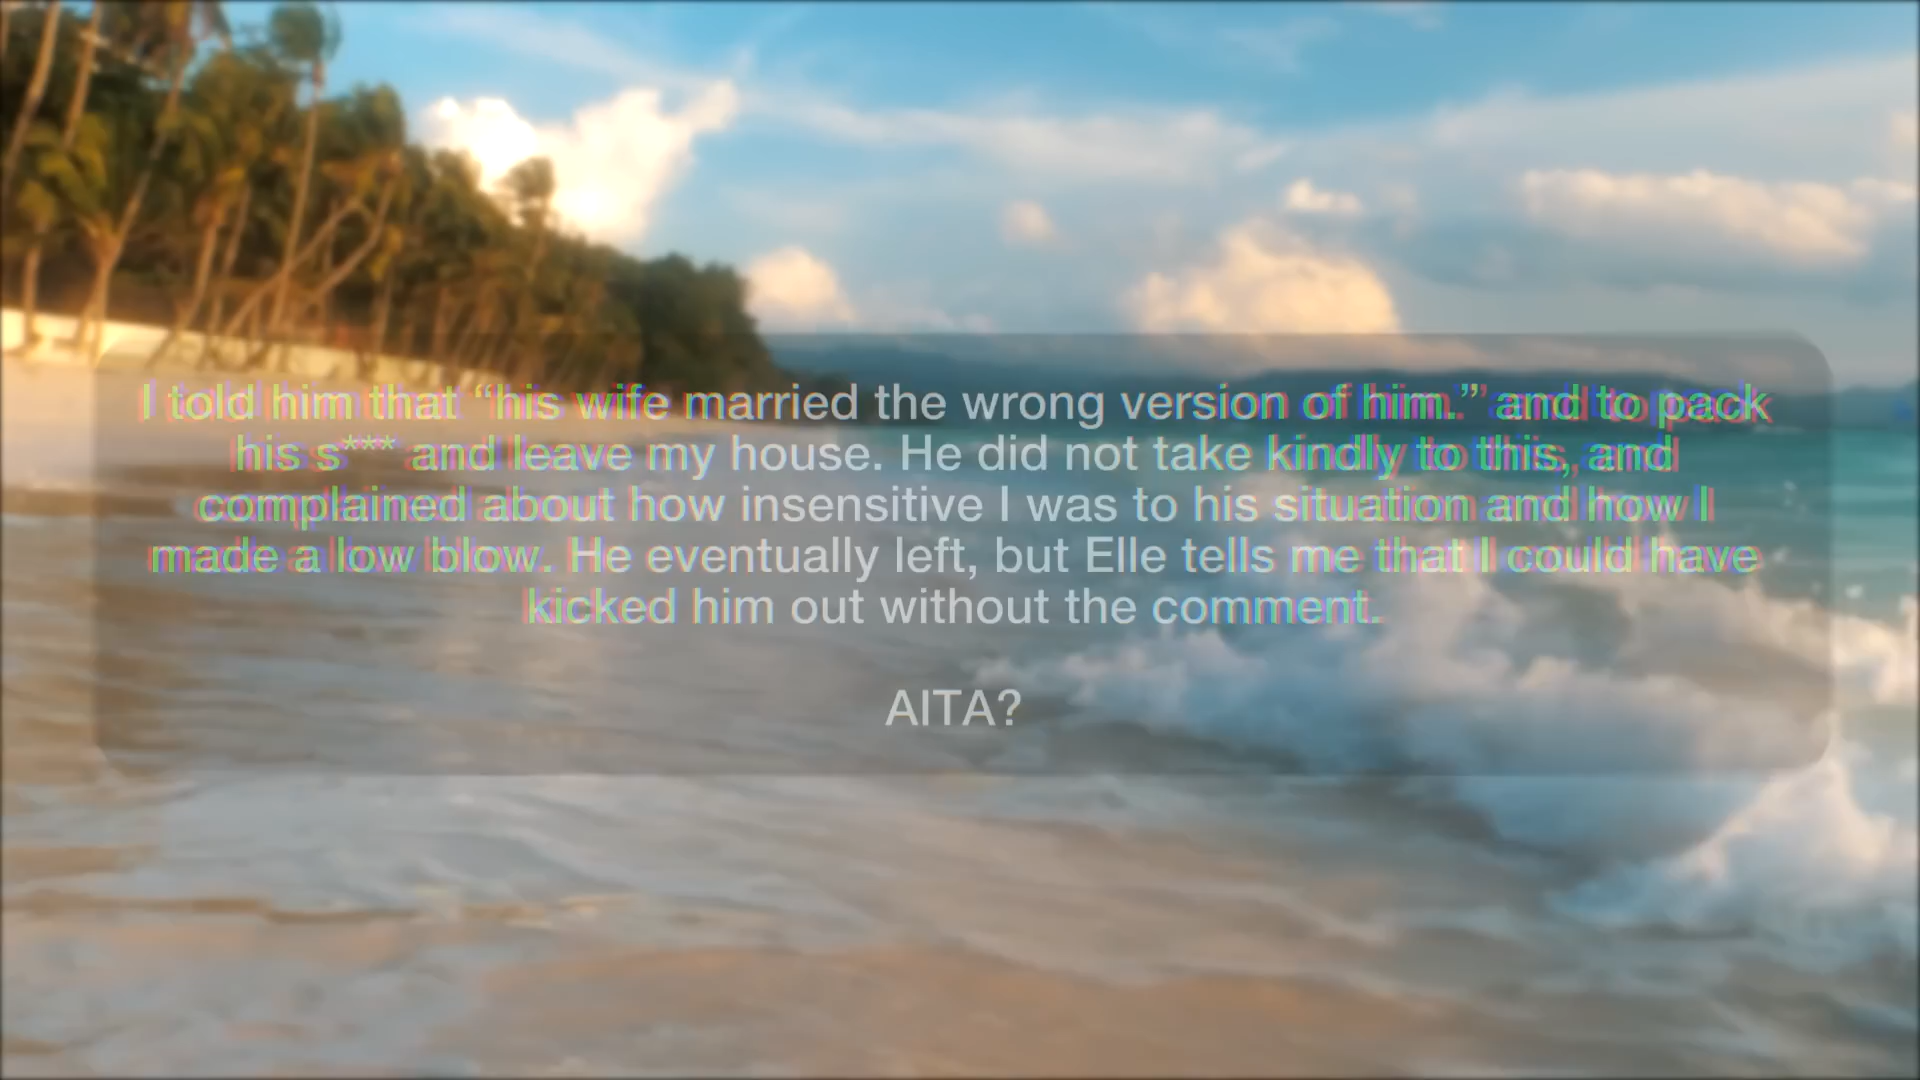 I told him that “his wife married the wrong version of him.” and to pack
his s*** and leave my house. He did not take kindly to this, and
complained about how insensitive I was to his situation and how I
made a low blow. He eventually left, but Elle tells me that I could have
kicked him out without the comment.
AITA?